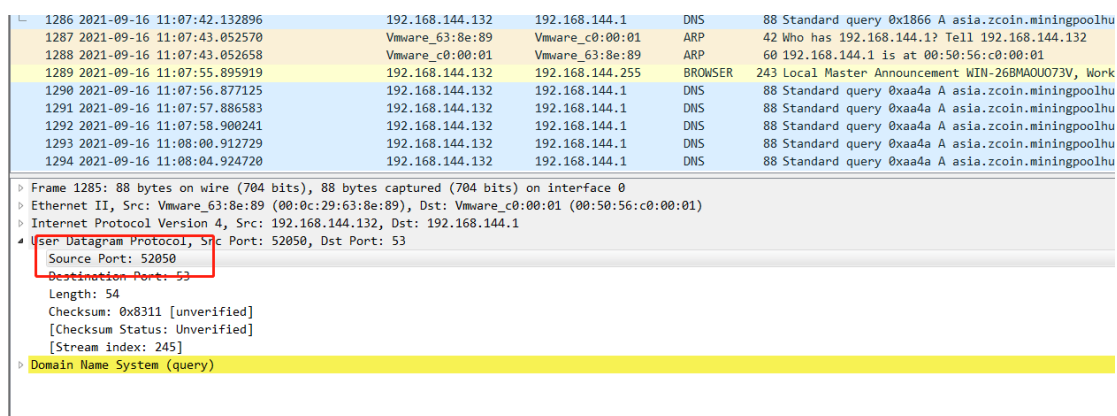 1286 2021-09-16 11:07:42.132896 192.168.144.132 192.168.144.1 DNS 88 Standard query 0x1866 A asia.zcoin.miningpoolhu
1287 2021-09-16 11:07:43.052570 Vmware_63:8e:89 Vmware_c0:00:01 ARP 42 Who has 192.168.144.1? Tell 192.168.144.132
1288 2021-09-16 11:07:43.052658 Vmware_c0:00:01 Vmware_63:8e:89 ARP 60 192.168.144.1 is at 00:50:56:c0:00:01
1289 2021-09-16 11:07:55.895919 192.168.144.132 192.168.144.255 BROWSER 243 Local Master Announcement WIN-26BMAOUO73V, Work
1290 2021-09-16 11:07:56.877125 192.168.144.132 192.168.144.1 DNS 88 Standard query 0xaa4a A asia.zcoin.miningpoolhu
1291 2021-09-16 11:07:57.886583 192.168.144.132 192.168.144.1 DNS 88 Standard query 0xaa4a A asia.zcoin.miningpoolhu
1292 2021-09-16 11:07:58.900241 192.168.144.132 192.168.144.1 DNS 88 Standard query 0xaa4a A asia.zcoin.miningpoolhu
1293 2021-09-16 11:08:00.912729 192.168.144.132 192.168.144.1 DNS 88 Standard query 0xaa4a A asia.zcoin.miningpoolhu
1294 2021-09-16 11:08:04.924720 192.168.144.132 192.168.144.1 DNS 88 Standard query 0xaa4a A asia.zcoin.miningpoolhu
Frame 1285: 88 bytes on wire (704 bits), 88 bytes captured (704 bits) on interface 0
Ethernet II, Src: Vmware_63:8e:89 (00:0c:29:63:8e:89), Dst: Vmware_c0:00:01 (00:50:56:c0:00:01)
Internet Protocol Version 4, Src: 192.168.144.132, Dst: 192.168.144.1
User Datagram Protocol, Src Port: 52050, Dst Port: 53
Source Port: 52050
Destination Port: 53
Length: 54
Checksum: 0x8311 [unverified]
[Checksum Status: Unverified]
[Stream index: 245]
Domain Name System (query)